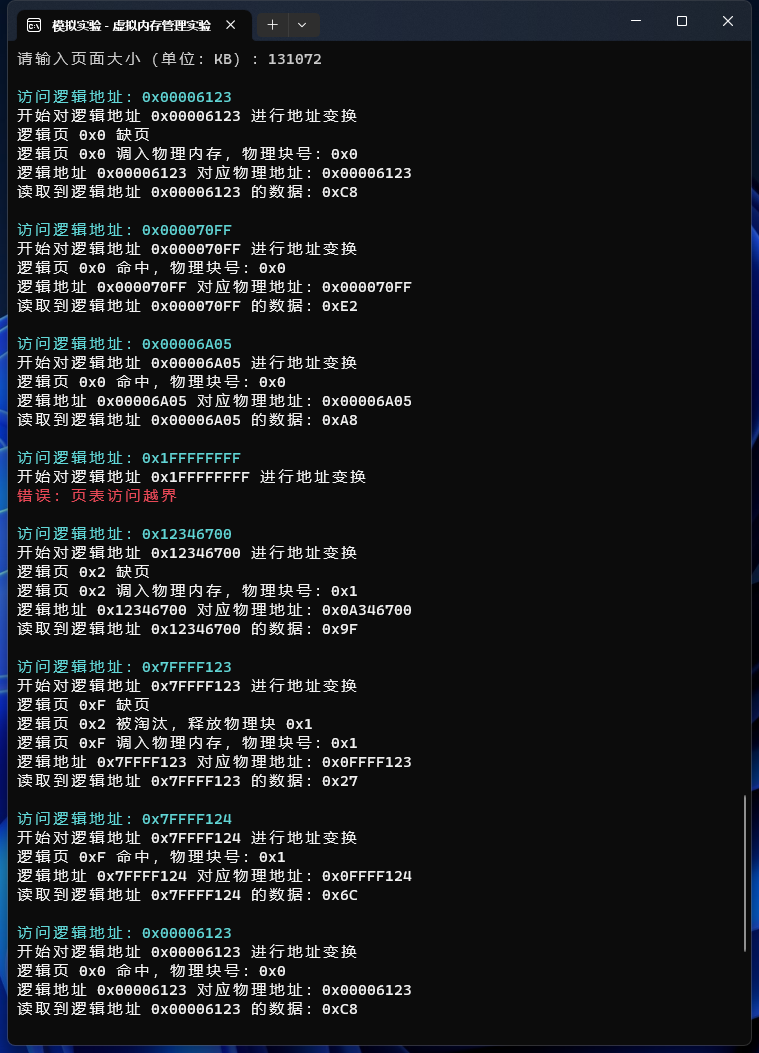 模拟实验 - 虚拟内存管理实验
请输入页面大小（单位：KB）: 131072
访问逻辑地址: 0x00006123
开始对逻辑地址 0x00006123 进行地址变换
逻辑页 0x0 缺页
逻辑页 0x0 调入物理内存, 物理块号: 0x0
逻辑地址 0x00006123 对应物理地址: 0x00006123
读取到逻辑地址 0x00006123 的数据: 0xC8
访问逻辑地址: 0x000070FF
开始对逻辑地址 0x000070FF 进行地址变换
逻辑页 0x0 命中, 物理块号: 0x0
逻辑地址 0x000070FF 对应物理地址: 0x000070FF
读取到逻辑地址 0x000070FF 的数据: 0xE2
访问逻辑地址: 0x00006A05
开始对逻辑地址 0x00006A05 进行地址变换
逻辑页 0x0 命中, 物理块号: 0x0
逻辑地址 0x00006A05 对应物理地址: 0x00006A05
读取到逻辑地址 0x00006A05 的数据: 0xA8
访问逻辑地址: 0x1FFFFFFFF
开始对逻辑地址 0x1FFFFFFFF 进行地址变换
错误: 页表访问越界
访问逻辑地址: 0x12346700
开始对逻辑地址 0x12346700 进行地址变换
逻辑页 0x2 缺页
逻辑页 0x2 调入物理内存, 物理块号: 0x1
逻辑地址 0x12346700 对应物理地址: 0x0A346700
读取到逻辑地址 0x12346700 的数据: 0x9F
访问逻辑地址: 0x7FFFF123
开始对逻辑地址 0x7FFFF123 进行地址变换
逻辑页 0xF 缺页
逻辑页 0x2 被淘汰, 释放物理块 0x1
逻辑页 0xF 调入物理内存, 物理块号: 0x1
逻辑地址 0x7FFFF123 对应物理地址: 0x0FFFF123
读取到逻辑地址 0x7FFFF123 的数据: 0x27
访问逻辑地址: 0x7FFFF124
开始对逻辑地址 0x7FFFF124 进行地址变换
逻辑页 0xF 命中, 物理块号: 0x1
逻辑地址 0x7FFFF124 对应物理地址: 0x0FFFF124
读取到逻辑地址 0x7FFFF124 的数据: 0x6C
访问逻辑地址: 0x00006123
开始对逻辑地址 0x00006123 进行地址变换
逻辑页 0x0 命中, 物理块号: 0x0
逻辑地址 0x00006123 对应物理地址: 0x00006123
读取到逻辑地址 0x00006123 的数据: 0xC8